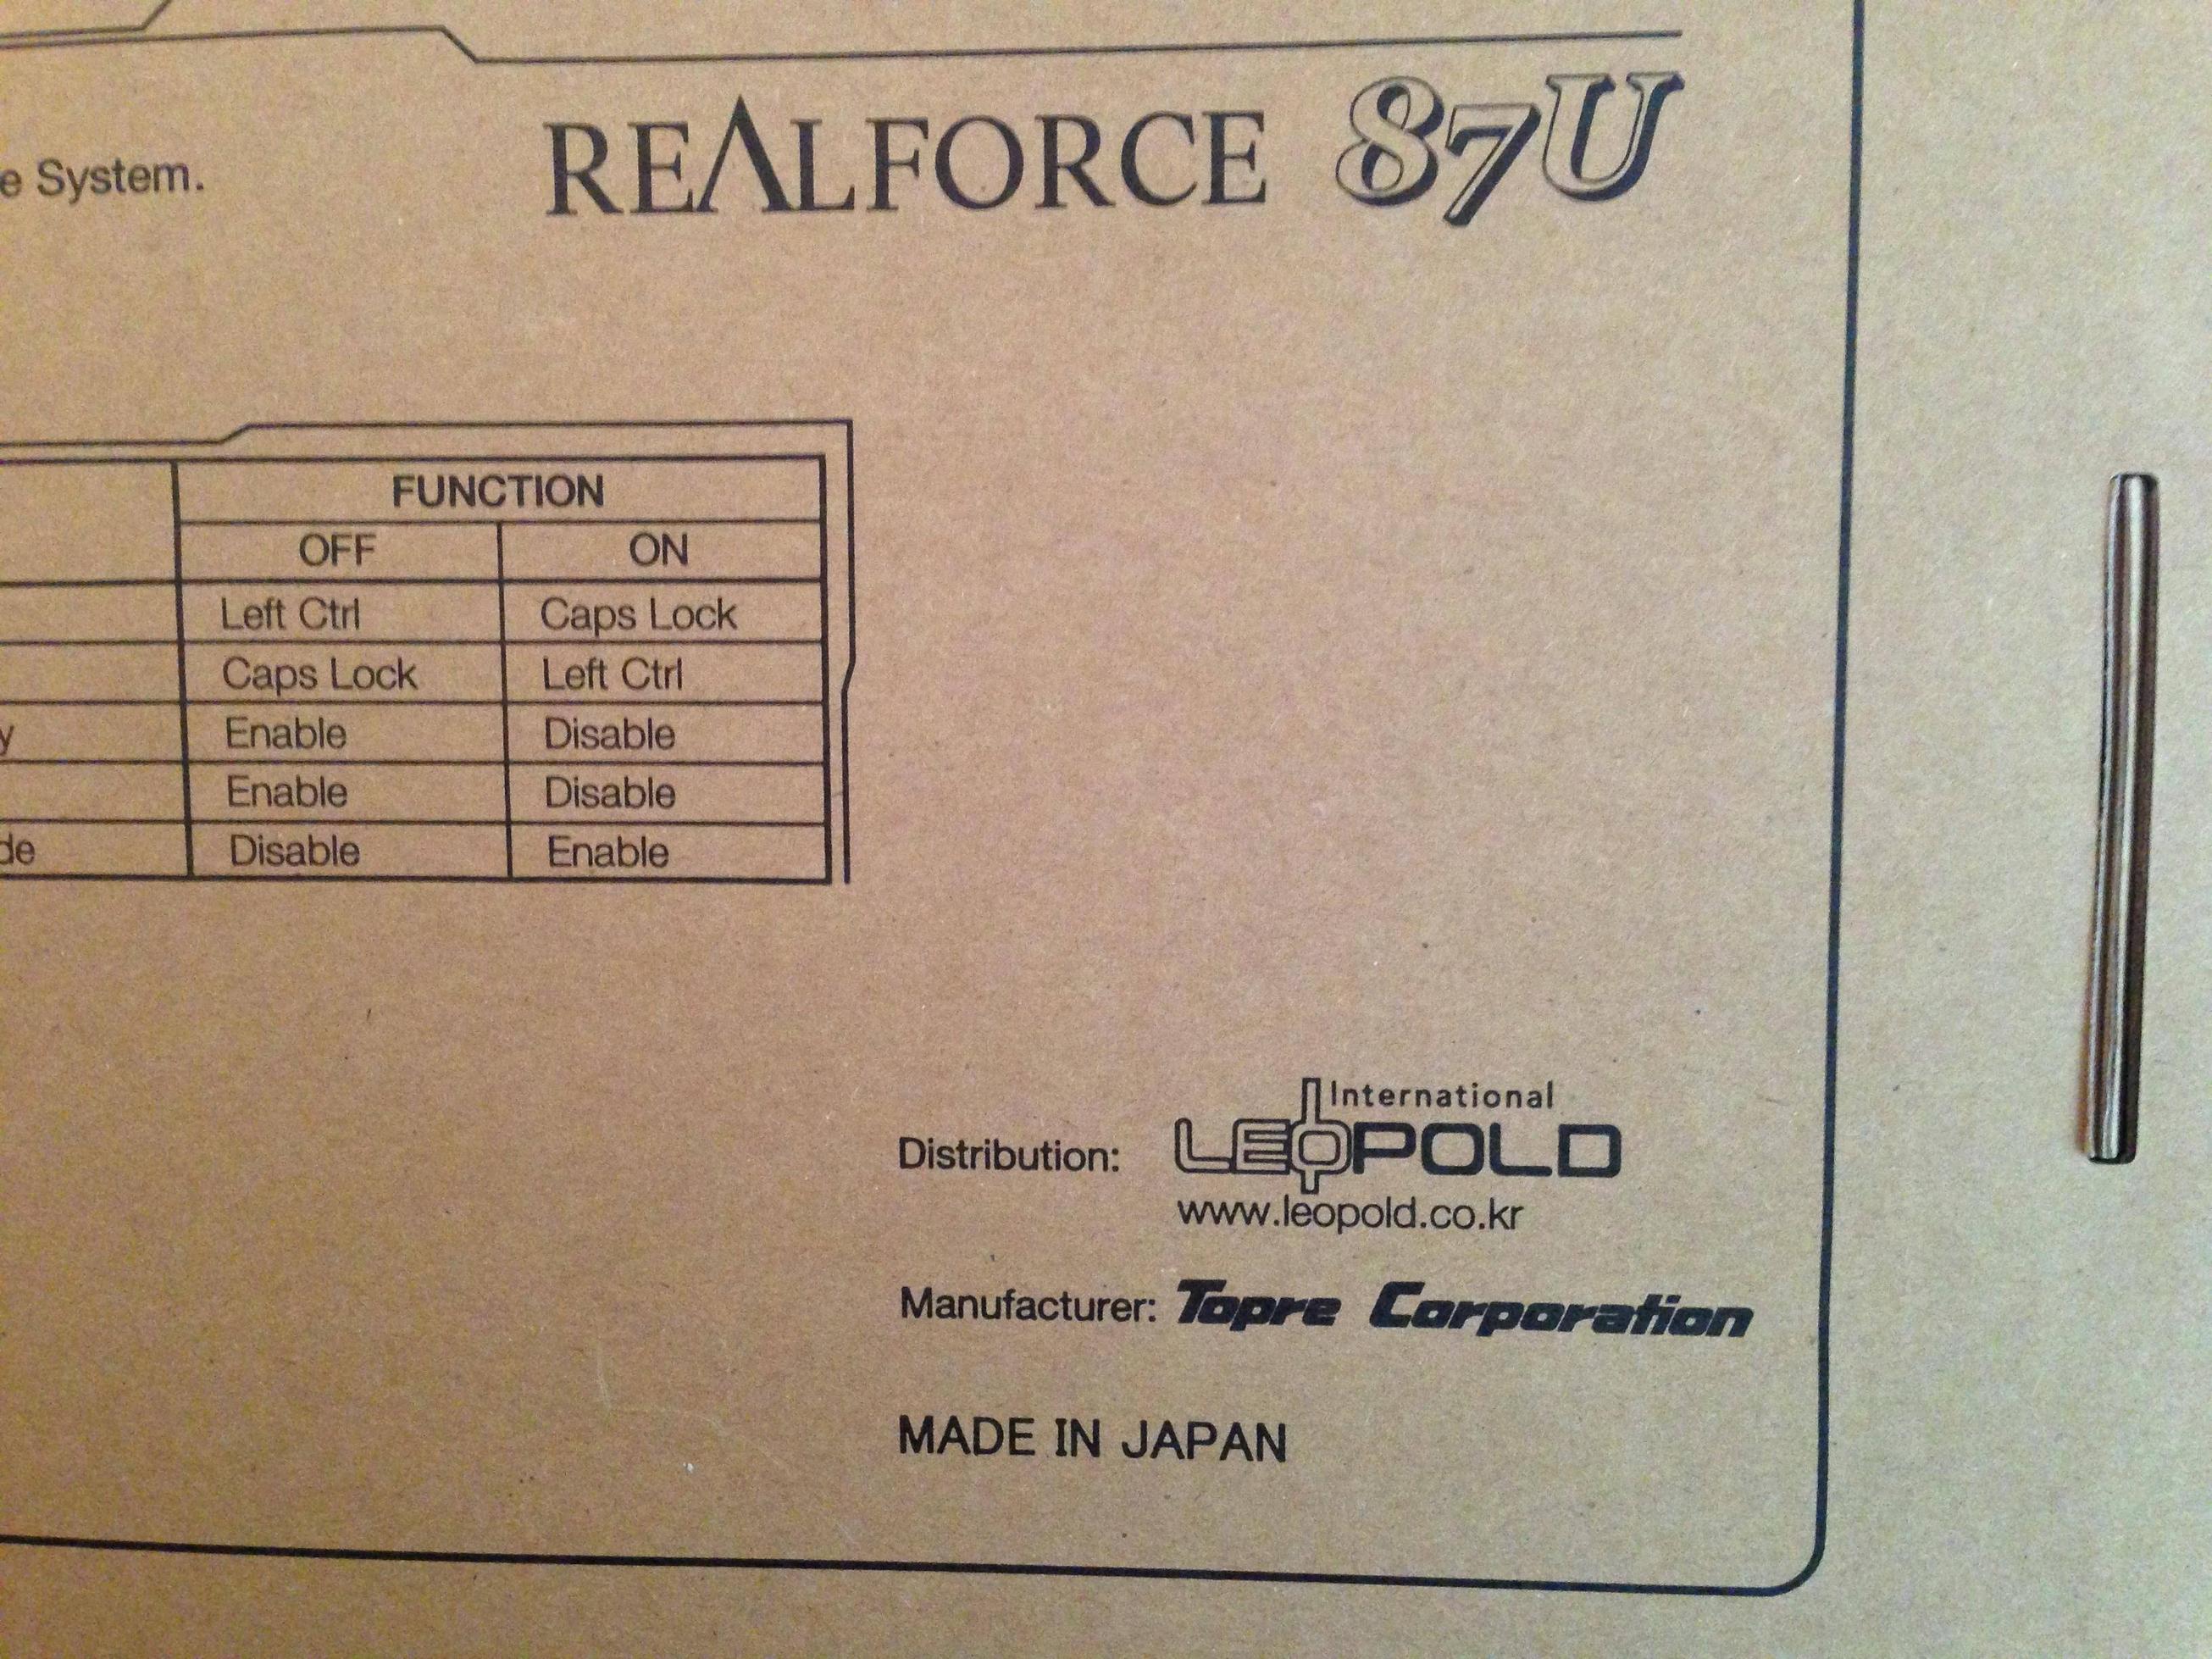 REALFORCE 87U
e System.
FUNCTION
OFF ON
Left Ctrl Caps Lock
Caps Lock Left Ctrl
y Enable Disable
Enable Disable
de Disable Enable
International
Distribution: LEOPOLD
www.leopold.co.kr
Manufacturer: Topre Corporation
MADE IN JAPAN